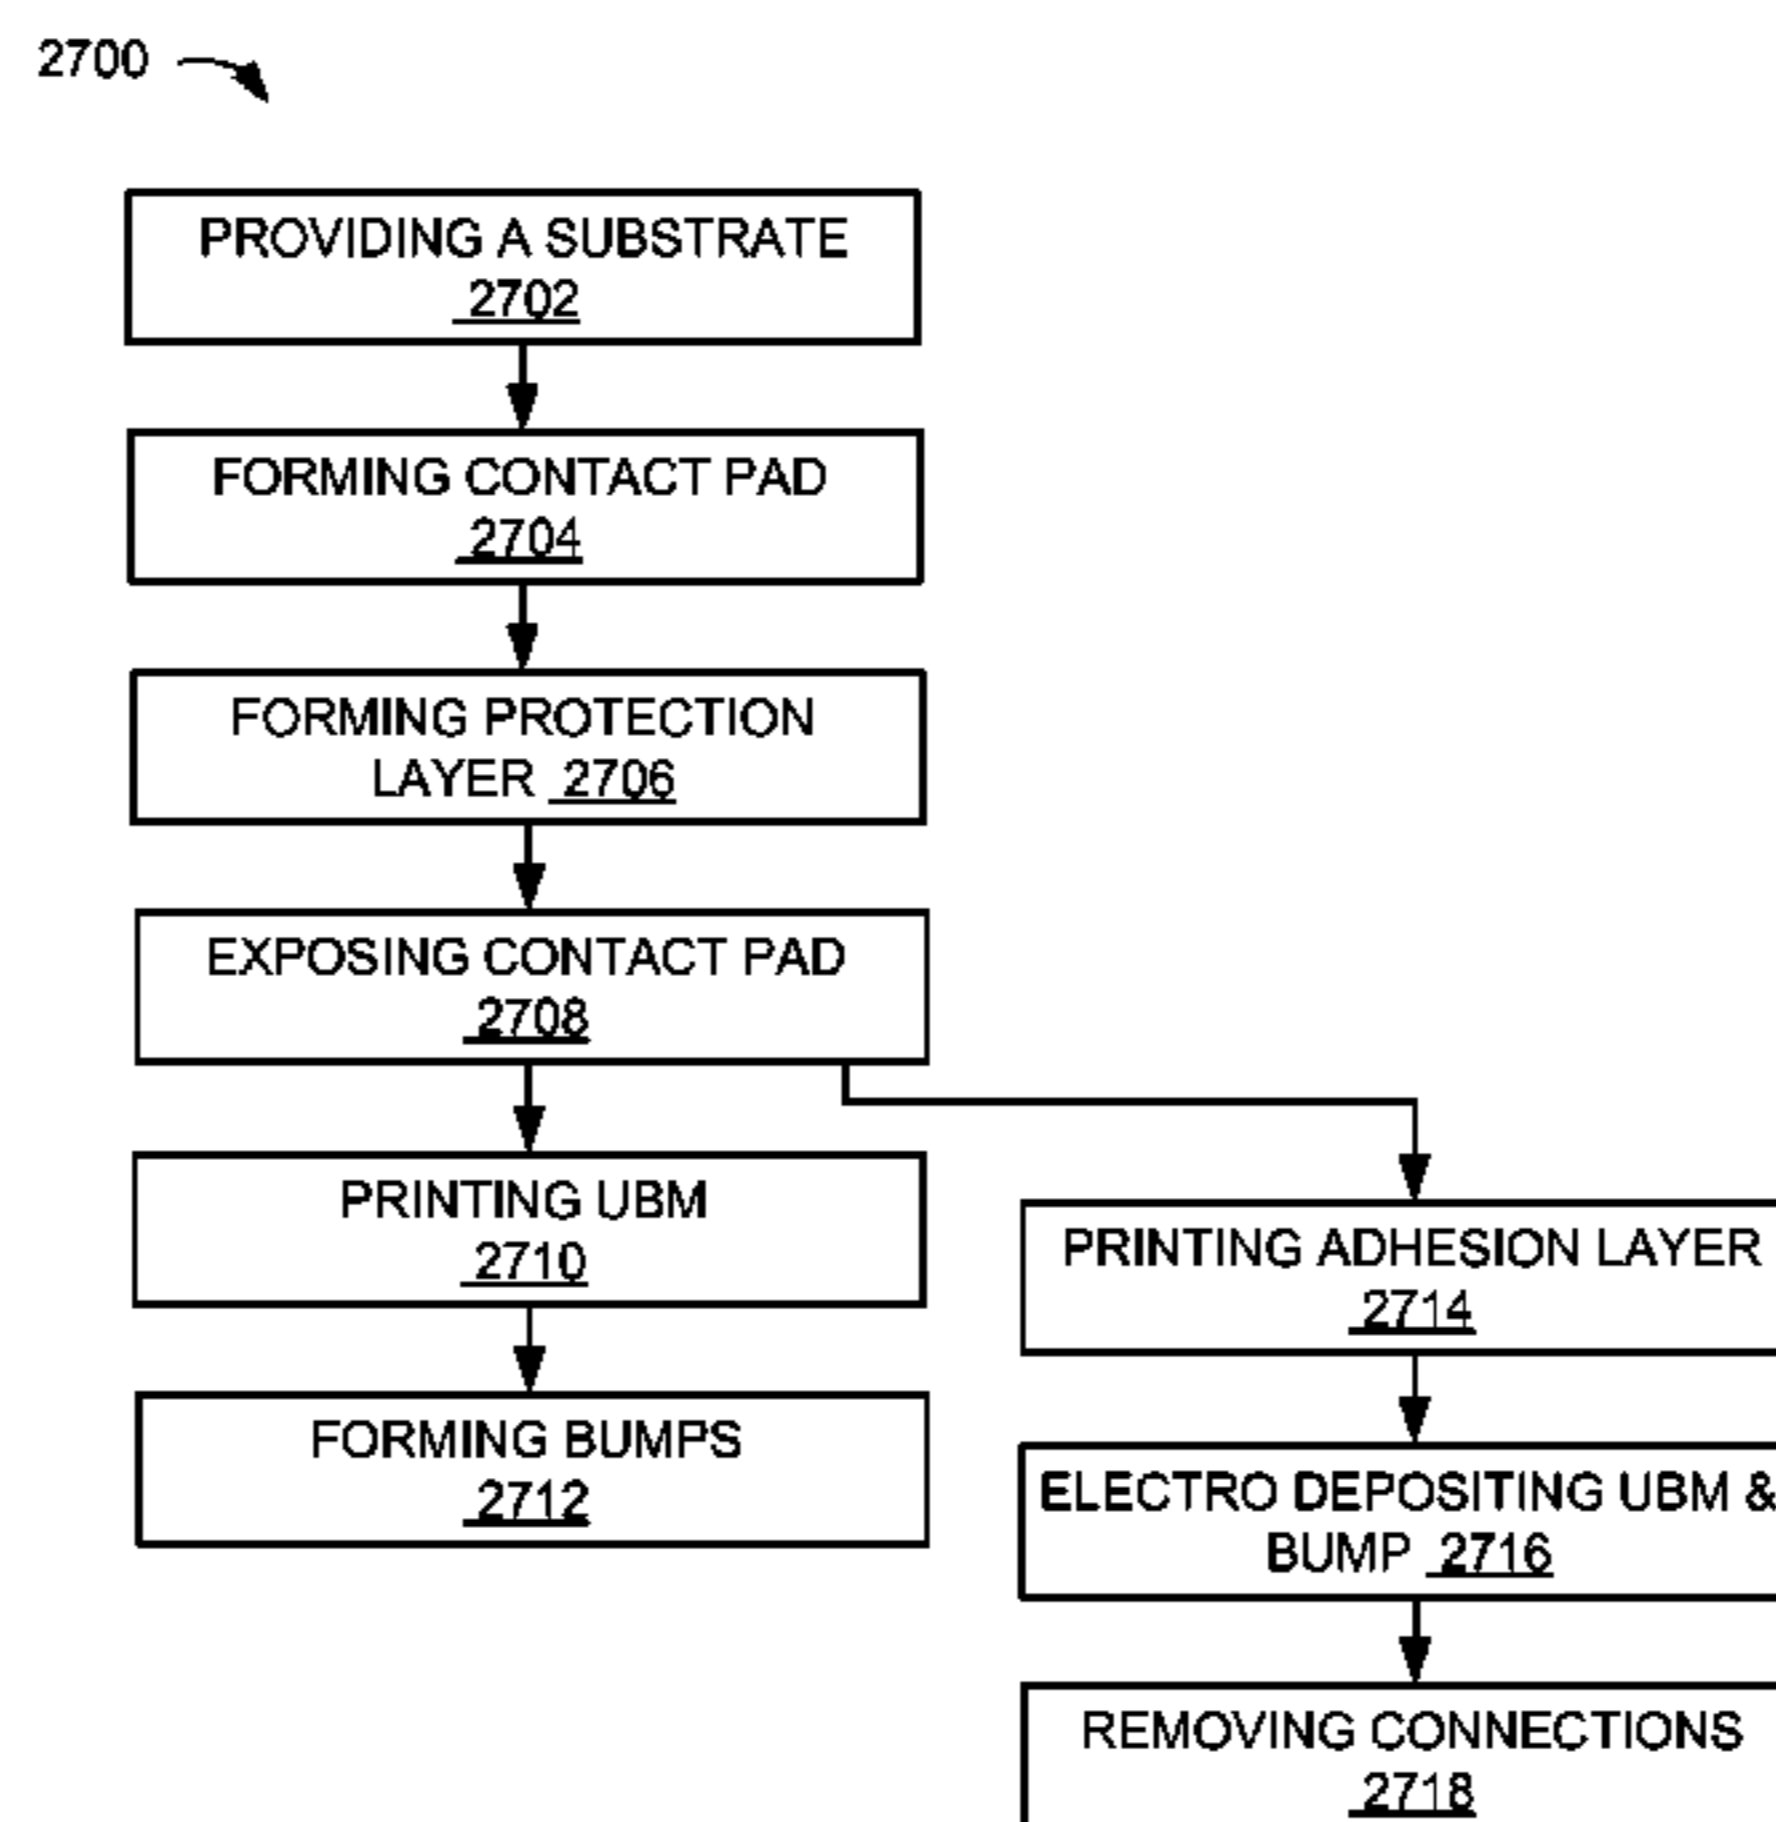 2700
PROVIDING A SUBSTRATE
2702
FORMING CONTACT PAD
2704
FORMING PROTECTION
LAYER 2706
EXPOSING CONTACT PAD
2708
PRINTING UBM
2710
FORMING BUMPS
2712
PRINTING ADHESION LAYER
2714
ELECTRO DEPOSITING UBM &
BUMP 2716
REMOVING CONNECTIONS
2718